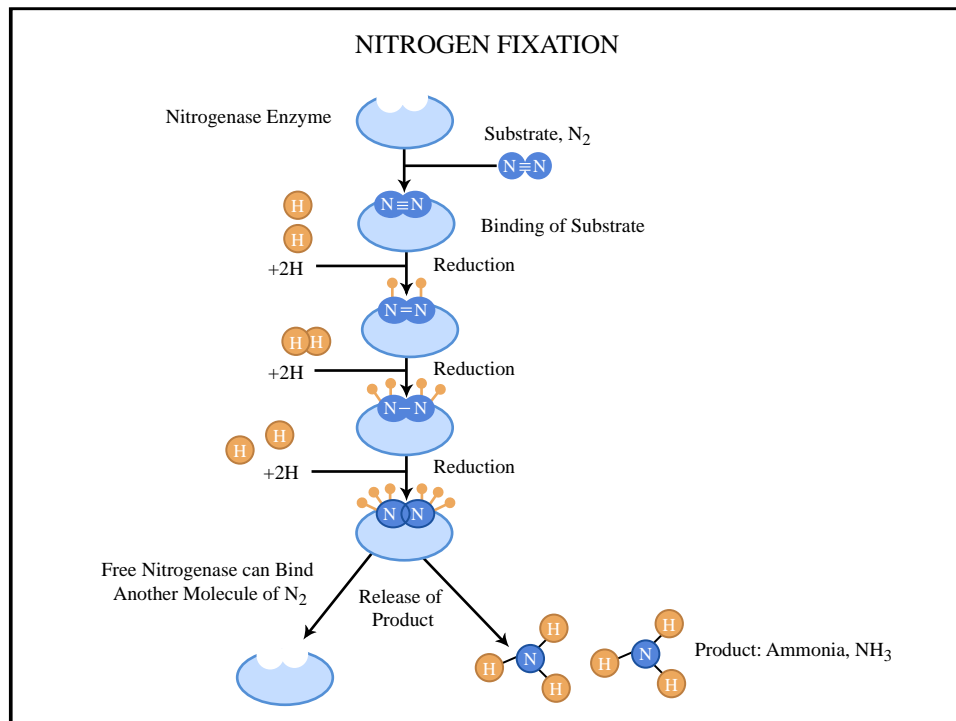 NITROGEN FIXATION
Nitrogenase Enzyme
Substrate, N₂
N≡N
N≡N
H
H
Binding of Substrate
+2H
Reduction
N=N
H H
+2H
Reduction
N–N
H
H
+2H
Reduction
N N
Free Nitrogenase can Bind
Another Molecule of N₂
Release of
Product
H
H
N
H
H
H
N
H
Product: Ammonia, NH₃